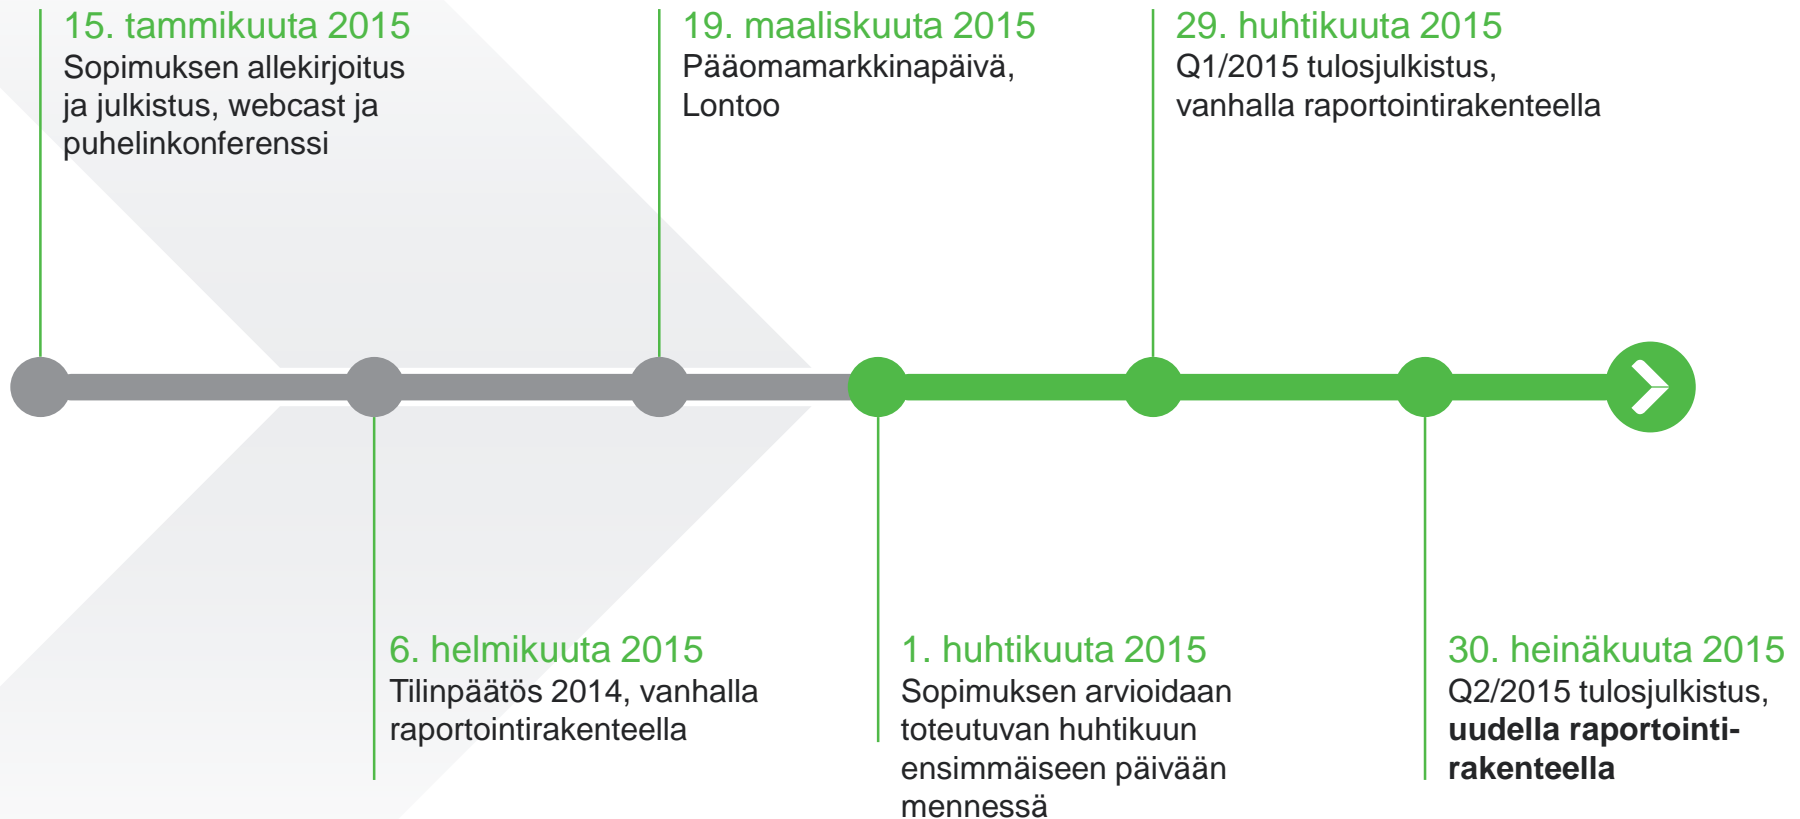 15. tammikuuta 2015
Sopimuksen allekirjoitus
ja julkistus, webcast ja
puhelinkonferenssi
19. maaliskuuta 2015
Pääomamarkkinapäivä,
Lontoo
29. huhtikuuta 2015
Q1/2015 tulosjulkistus,
vanhalla raportointirakenteella
6. helmikuuta 2015
Tilinpäätös 2014, vanhalla
raportointirakenteella
1. huhtikuuta 2015
Sopimuksen arvioidaan
toteutuvan huhtikuun
ensimmäiseen päivään
mennessä
30. heinäkuuta 2015
Q2/2015 tulosjulkistus,
uudella raportointi-
rakenteella